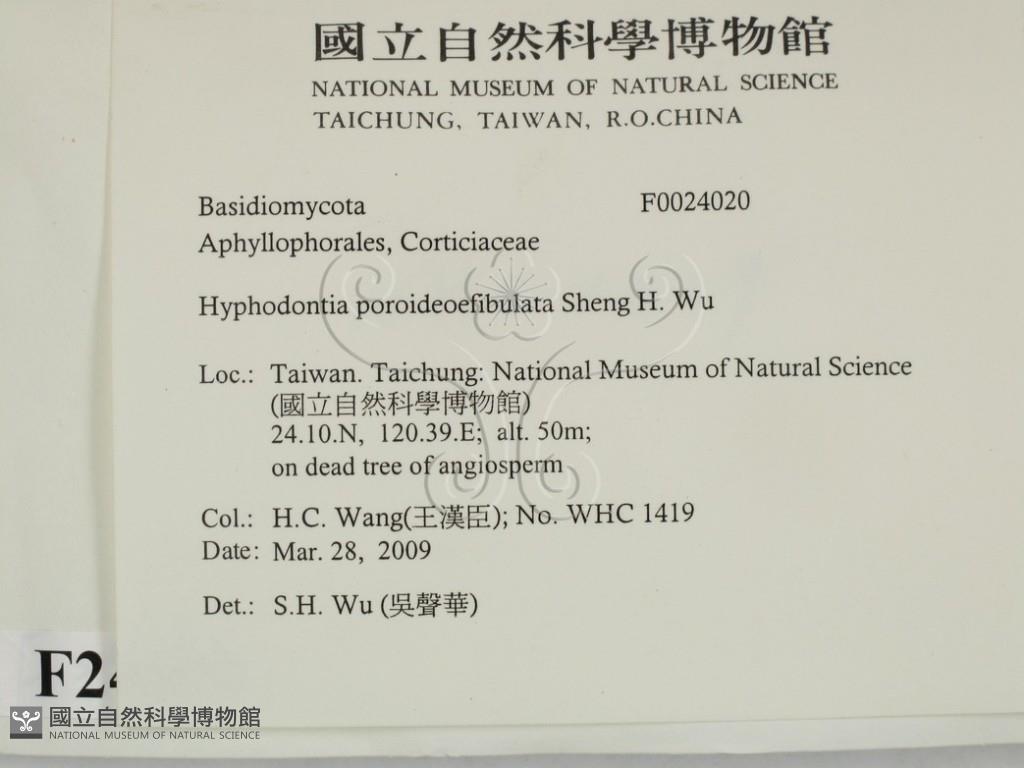 國立自然科學博物館
NATIONAL MUSEUM OF NATURAL SCIENCE
TAICHUNG, TAIWAN, R.O.CHINA
Basidiomycota F0024020
Aphyllophorales, Corticiaceae
Hyphodontia poroideoefibulata Sheng H. Wu
Loc.: Taiwan. Taichung: National Museum of Natural Science
(國立自然科學博物館)
24.10.N, 120.39.E; alt. 50m;
on dead tree of angiosperm
Col.: H.C. Wang(王漢臣); No. WHC 1419
Date: Mar. 28, 2009
Det.: S.H. Wu (吳聲華)
F24
國立自然科學博物館
NATIONAL MUSEUM OF NATURAL SCIENCE